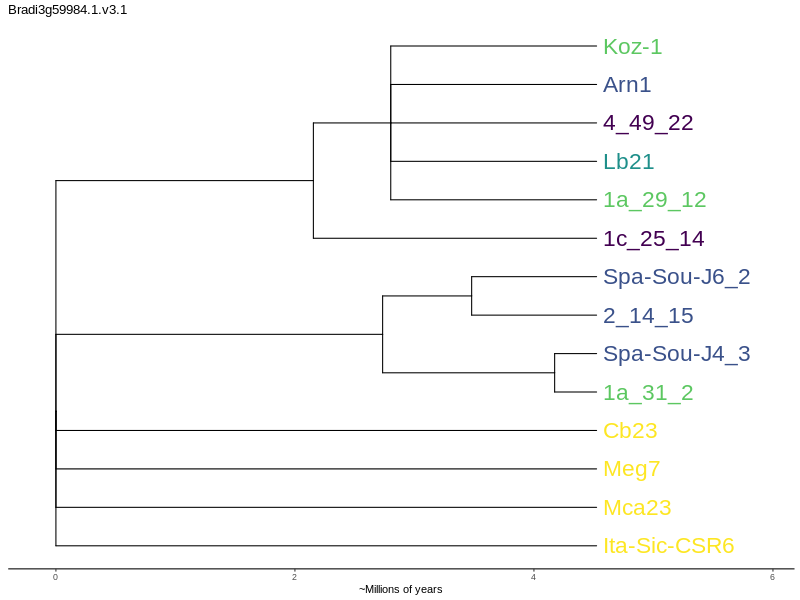 Bradi3g59984.1.v3.1
Koz-1
Arn1
4_49_22
Lb21
1a_29_12
1c_25_14
Spa-Sou-J6_2
2_14_15
Spa-Sou-J4_3
1a_31_2
Cb23
Meg7
Mca23
Ita-Sic-CSR6
0 2 4 6
~Millions of years